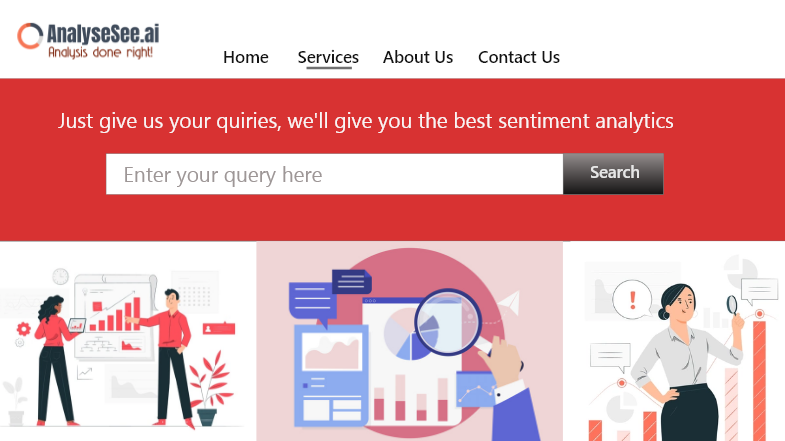 AnalyseSee.ai
Analysis done right!
Home Services About Us Contact Us
Just give us your quiries, we'll give you the best sentiment analytics
Enter your query here Search
!